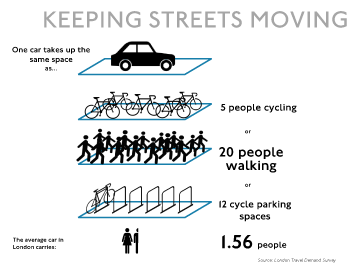 KEEPING STREETS MOVING
One car takes up the
same space
as...
5 people cycling
or
20 people
walking
or
12 cycle parking
spaces
The average car in
London carries:
1.56 people
Source: London Travel Demand Survey